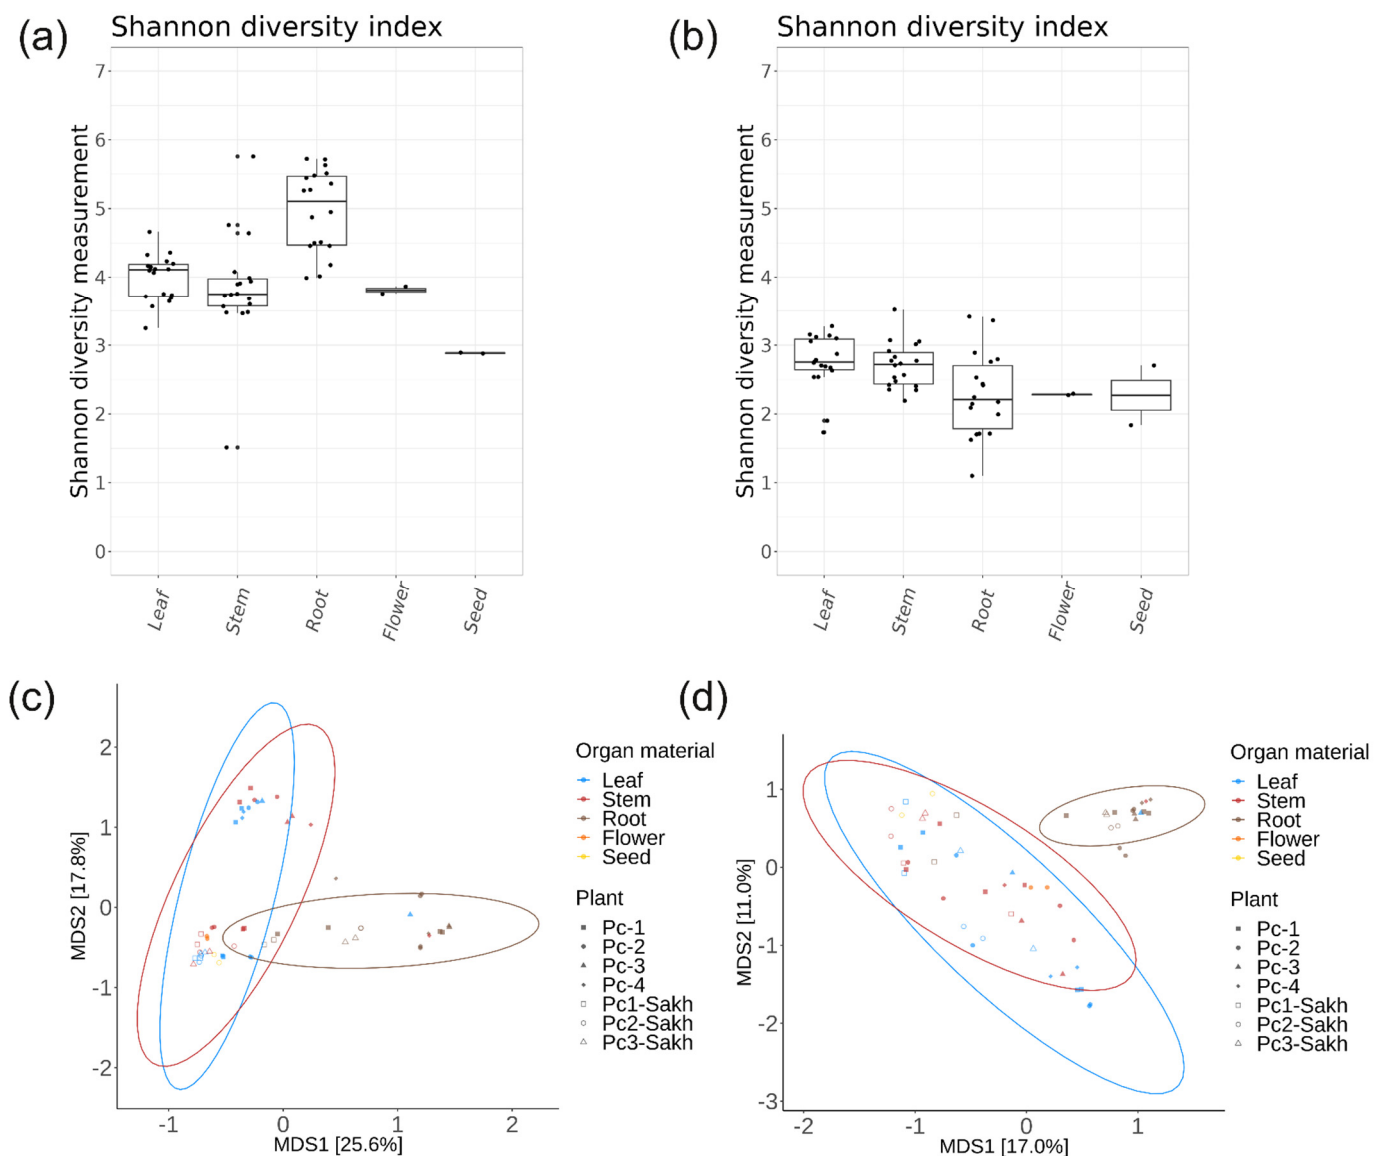 (a)
Shannon diversity index
Shannon diversity measurement
7
6
5
4
3
2
1
0
Leaf
Stem
Root
Flower
Seed
(b)
Shannon diversity index
Shannon diversity measurement
7
6
5
4
3
2
1
0
Leaf
Stem
Root
Flower
Seed
(c)
MDS2 [17.8%]
2
1
0
-1
-2
-1
0
1
2
MDS1 [25.6%]
Organ material
Leaf
Stem
Root
Flower
Seed
Plant
Pc-1
Pc-2
Pc-3
Pc-4
Pc1-Sakh
Pc2-Sakh
Pc3-Sakh
(d)
MDS2 [11.0%]
1
0
-1
-2
-3
-2
-1
0
1
MDS1 [17.0%]
Organ material
Leaf
Stem
Root
Flower
Seed
Plant
Pc-1
Pc-2
Pc-3
Pc-4
Pc1-Sakh
Pc2-Sakh
Pc3-Sakh